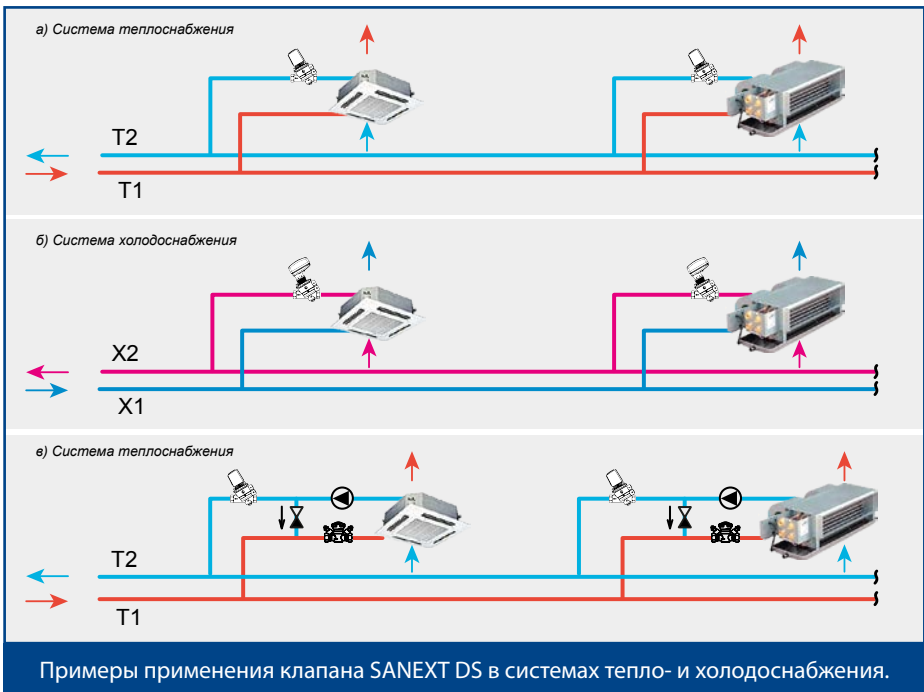 а) Система теплоснабжения
T2
T1
б) Система холодоснабжения
X2
X1
в) Система теплоснабжения
T2
T1
Примеры применения клапана SANEXT DS в системах тепло- и холодоснабжения.